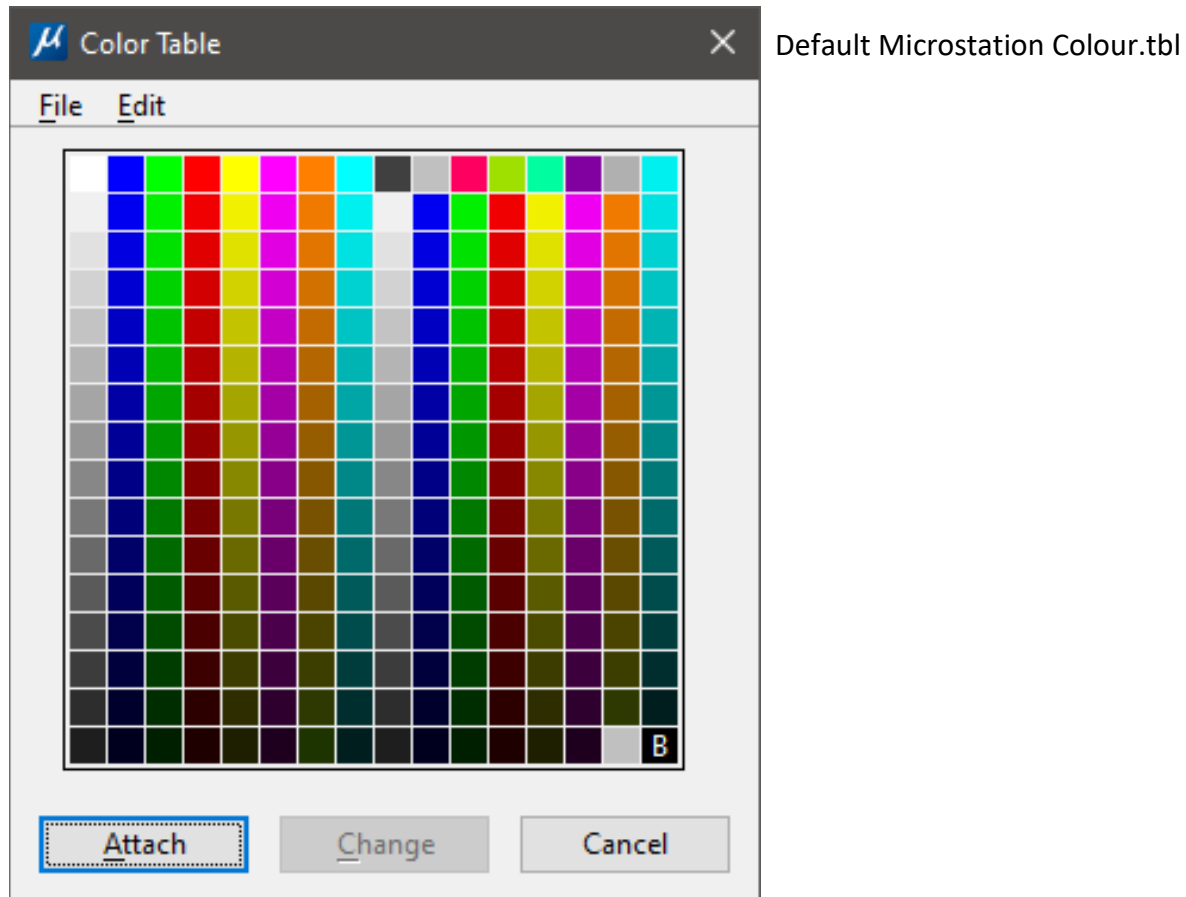 μ Color Table
Default Microstation Colour.tbl
File Edit
B
Attach Change Cancel